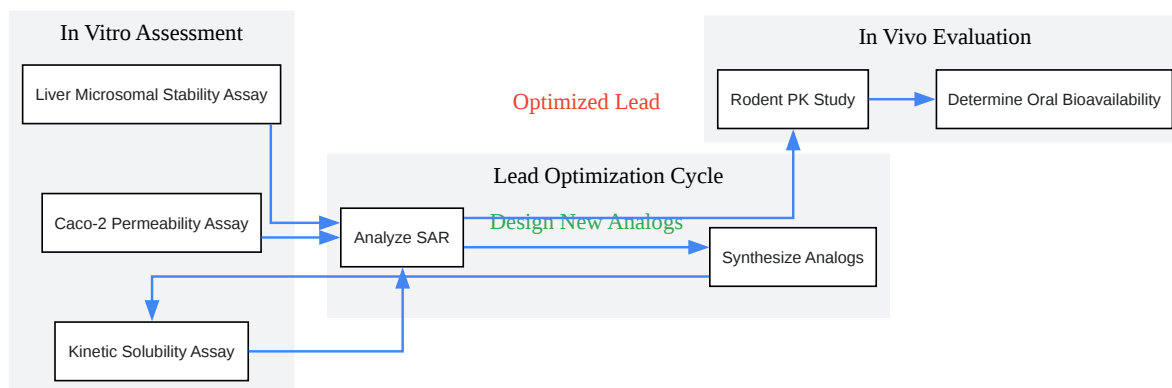 In Vitro Assessment
Liver Microsomal Stability Assay
Caco-2 Permeability Assay
Kinetic Solubility Assay
Optimized Lead
Lead Optimization Cycle
Analyze SAR
Design New Analogs
Synthesize Analogs
In Vivo Evaluation
Rodent PK Study
Determine Oral Bioavailability